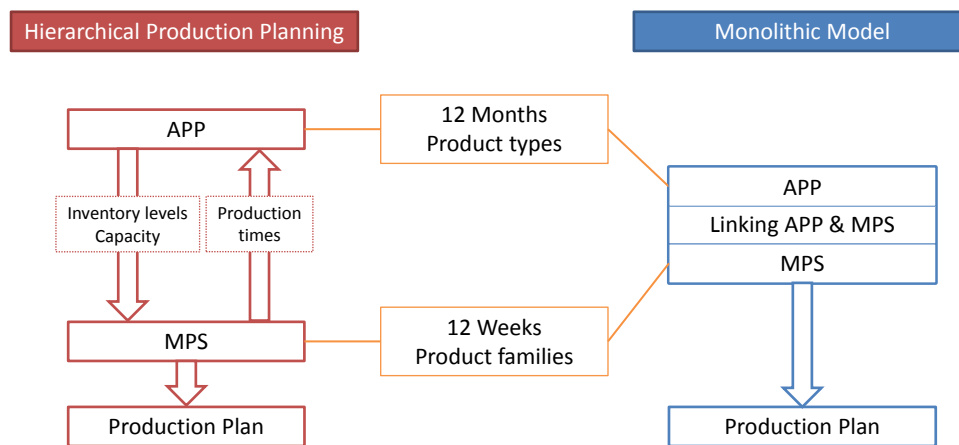 Hierarchical Production Planning
Monolithic Model
APP
12 Months
Product types
APP
Linking APP & MPS
MPS
Inventory levels
Capacity
Production
times
MPS
12 Weeks
Product families
Production Plan
Production Plan